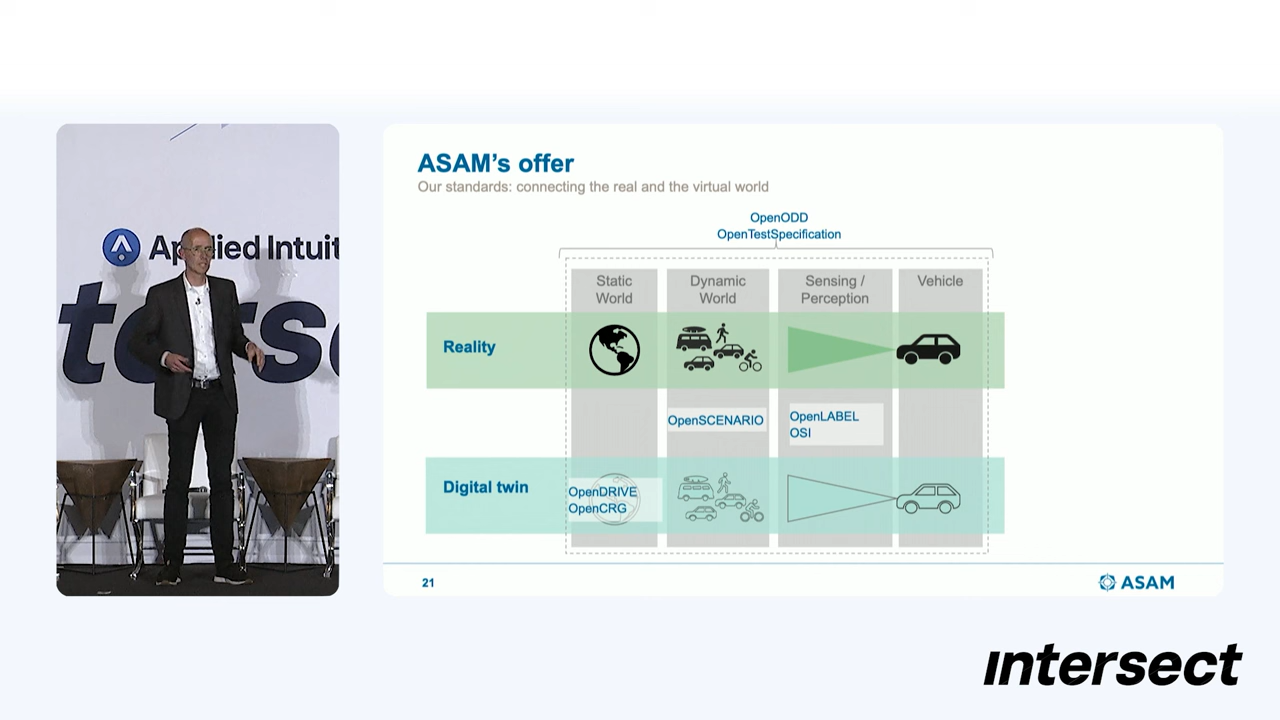 Applied Intuit
terse
ASAM's offer
Our standards: connecting the real and the virtual world
OpenODD
OpenTestSpecification
Static
World
Dynamic
World
Sensing /
Perception
Vehicle
Reality
OpenSCENARIO
OpenLABEL
OSI
Digital twin
OpenDRIVE
OpenCRG
21
ASAM
intersect